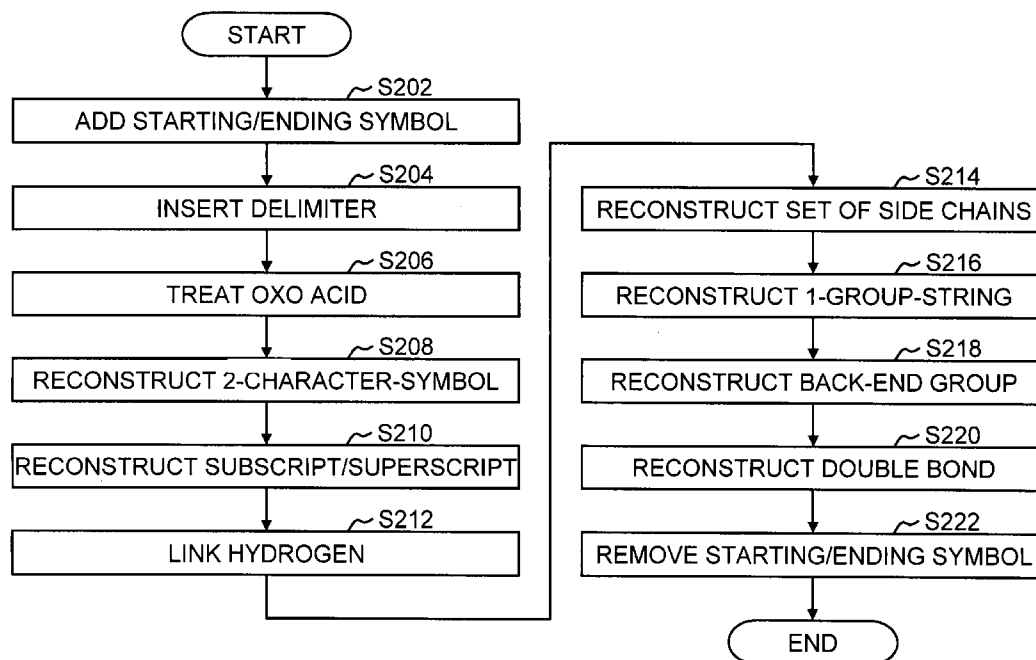 START
S202
ADD STARTING/ENDING SYMBOL
S204
INSERT DELIMITER
S206
TREAT OXO ACID
S208
RECONSTRUCT 2-CHARACTER-SYMBOL
S210
RECONSTRUCT SUBSCRIPT/SUPERSCRIPT
S212
LINK HYDROGEN
S214
RECONSTRUCT SET OF SIDE CHAINS
S216
RECONSTRUCT 1-GROUP-STRING
S218
RECONSTRUCT BACK-END GROUP
S220
RECONSTRUCT DOUBLE BOND
S222
REMOVE STARTING/ENDING SYMBOL
END